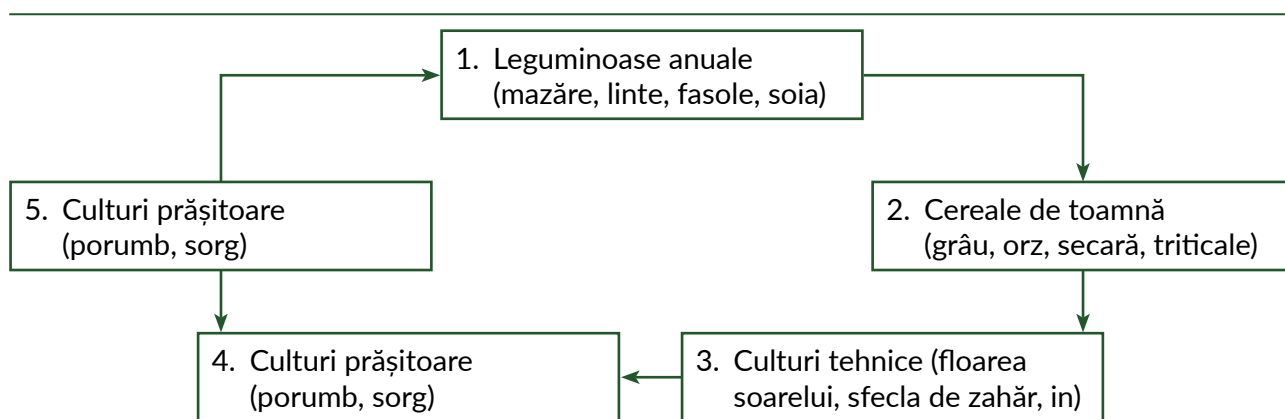 1. Leguminoase anuale
(mazăre, linte, fasole, soia)
5. Culturi prășitoare
(porumb, sorg)
2. Cereale de toamnă
(grâu, orz, secară, triticale)
4. Culturi prășitoare
(porumb, sorg)
3. Culturi tehnice (floarea
soarelui, sfecla de zahăr, in)